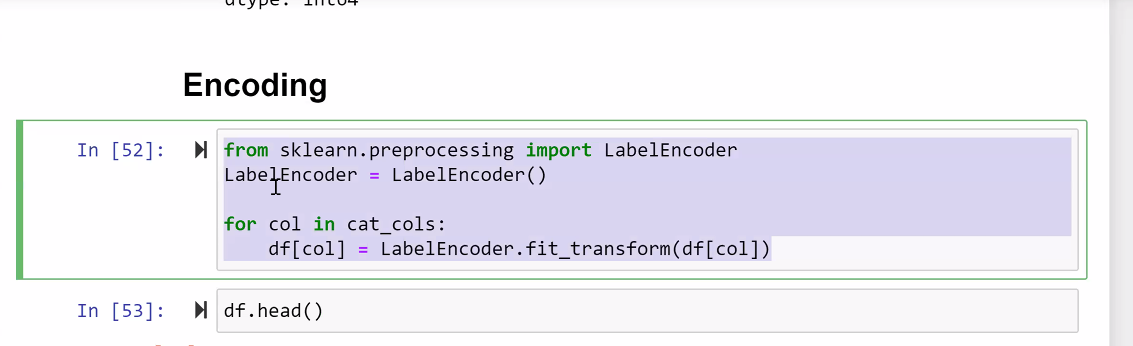 Encoding
In [52]:
from sklearn.preprocessing import LabelEncoder
LabelEncoder = LabelEncoder()
for col in cat_cols:
    df[col] = LabelEncoder.fit_transform(df[col])
In [53]:
df.head()